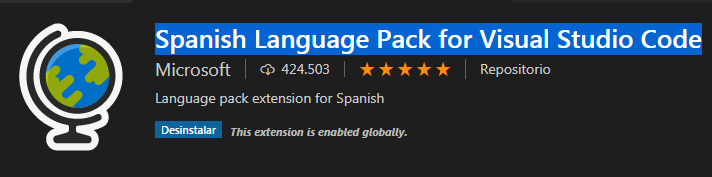 Spanish Language Pack for Visual Studio Code
Microsoft 424.503 Repositorio
Language pack extension for Spanish
Desinstalar This extension is enabled globally.